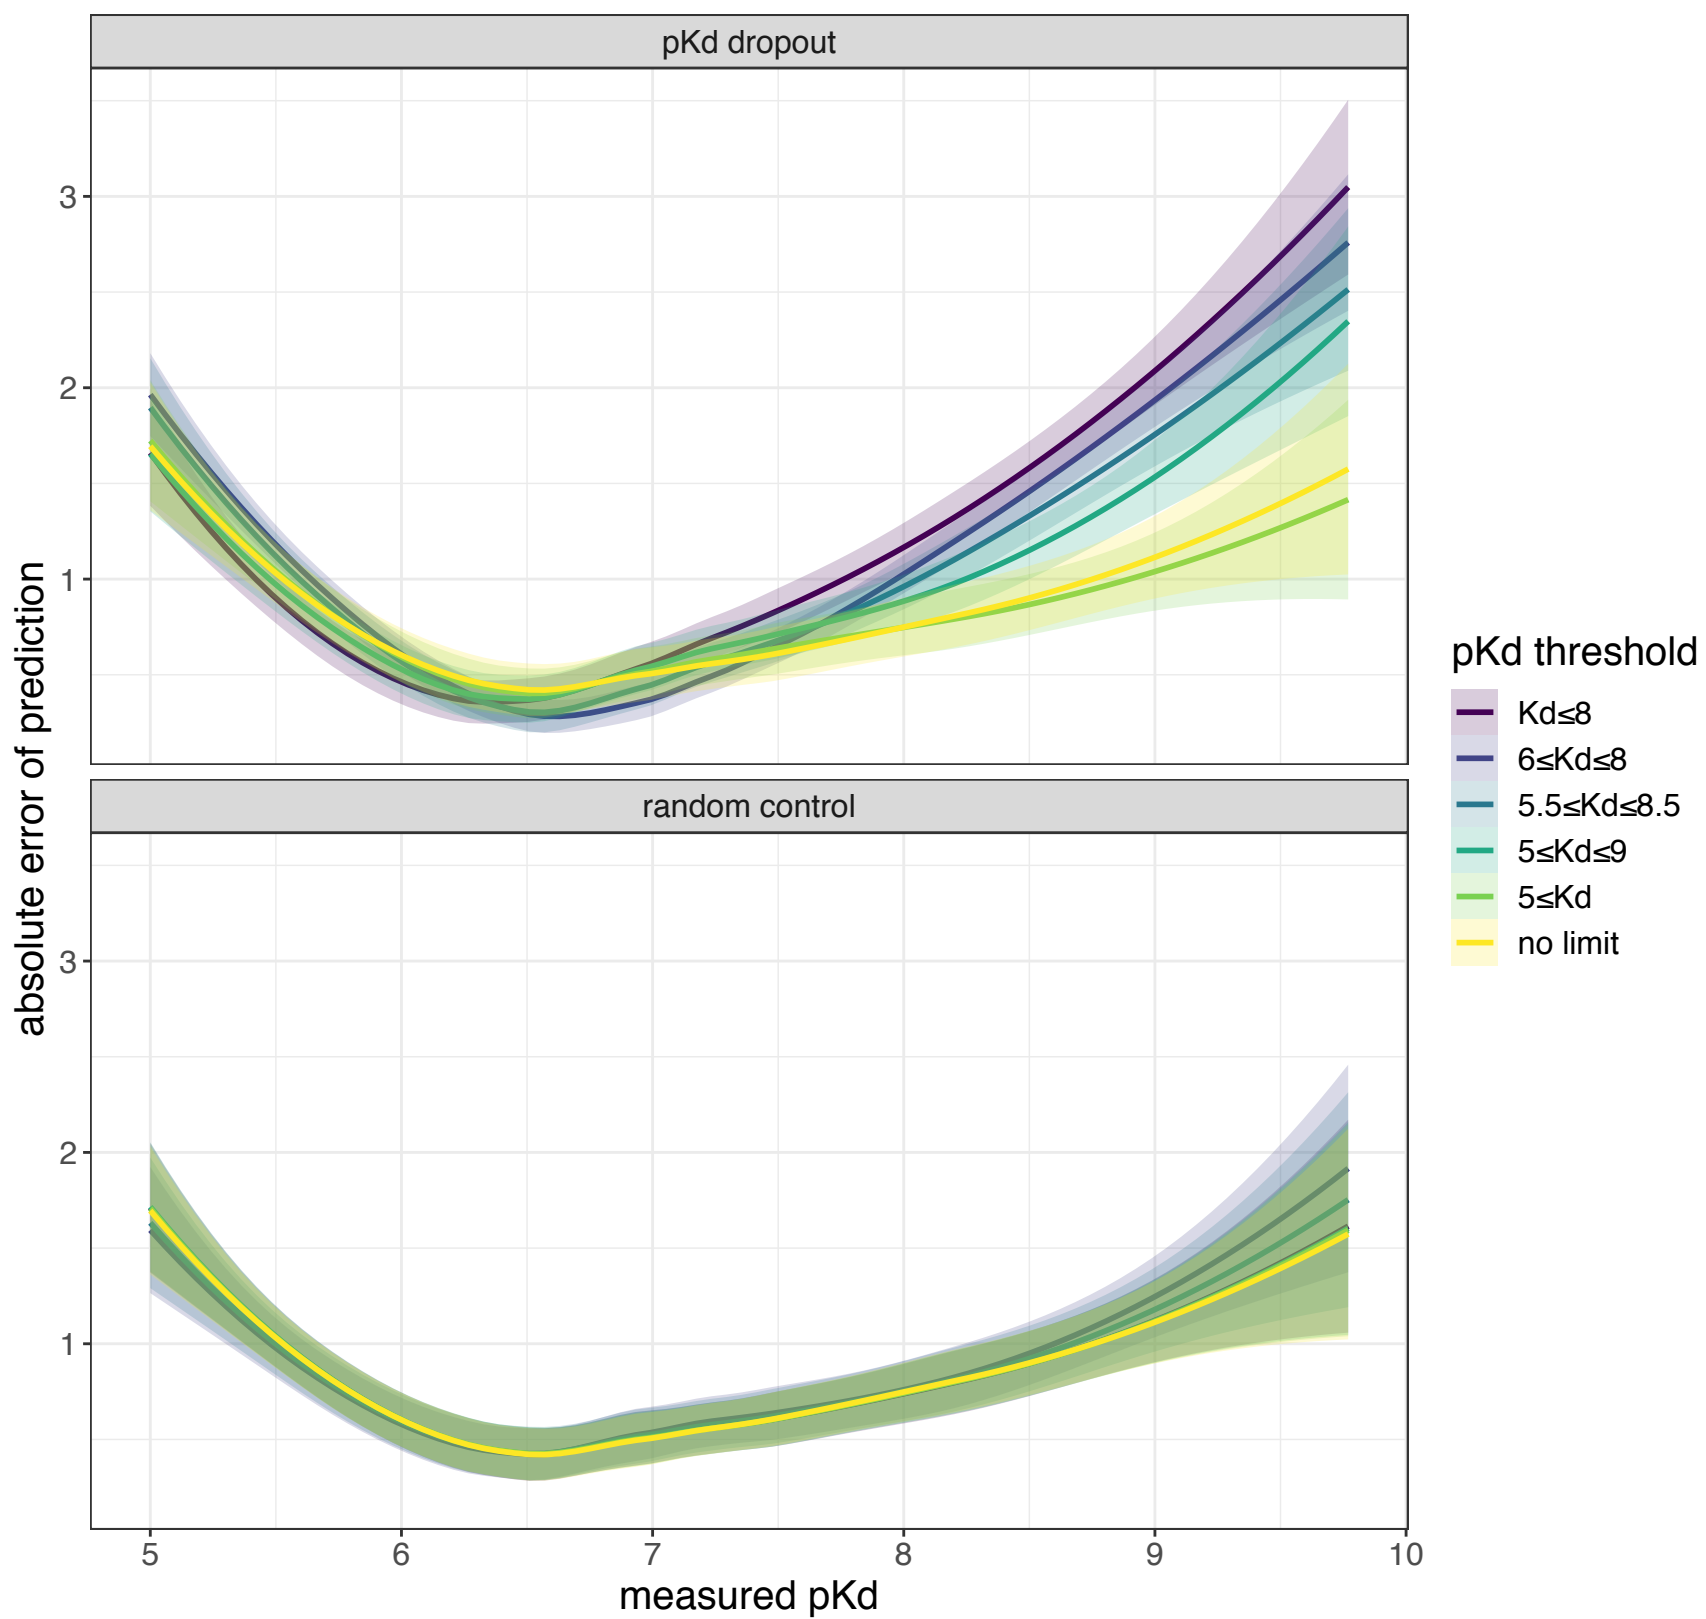 pKd dropout
3
2
1
random control
3
2
1
5 6 7 8 9 10
measured pKd
absolute error of prediction
pKd threshold
Kd≤8
6≤Kd≤8
5.5≤Kd≤8.5
5≤Kd≤9
5≤Kd
no limit